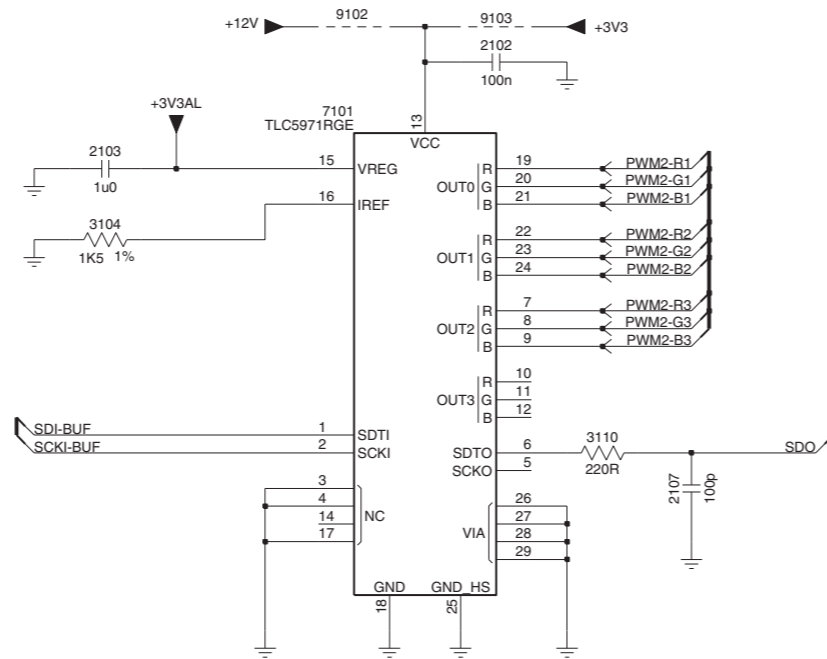 +12V 9102 9103 +3V3
2102
100n
+3V3AL
7101
TLC5971RGE
13
VCC
2103
1u0
15 VREG
16 IREF
3104
1K5 1%
OUT0 R 19 PWM2-R1
G 20 PWM2-G1
B 21 PWM2-B1
OUT1 R 22 PWM2-R2
G 23 PWM2-G2
B 24 PWM2-B2
OUT2 R 7 PWM2-R3
G 8 PWM2-G3
B 9 PWM2-B3
OUT3 R 10
G 11
B 12
SDI-BUF 1 SDTI
SCKI-BUF 2 SCKI
SDTO 6 3110 SDO
SCKO 5 220R
2107 100p
3
4
14 NC
17
26
27
VIA 28
29
GND GND_HS
18 25